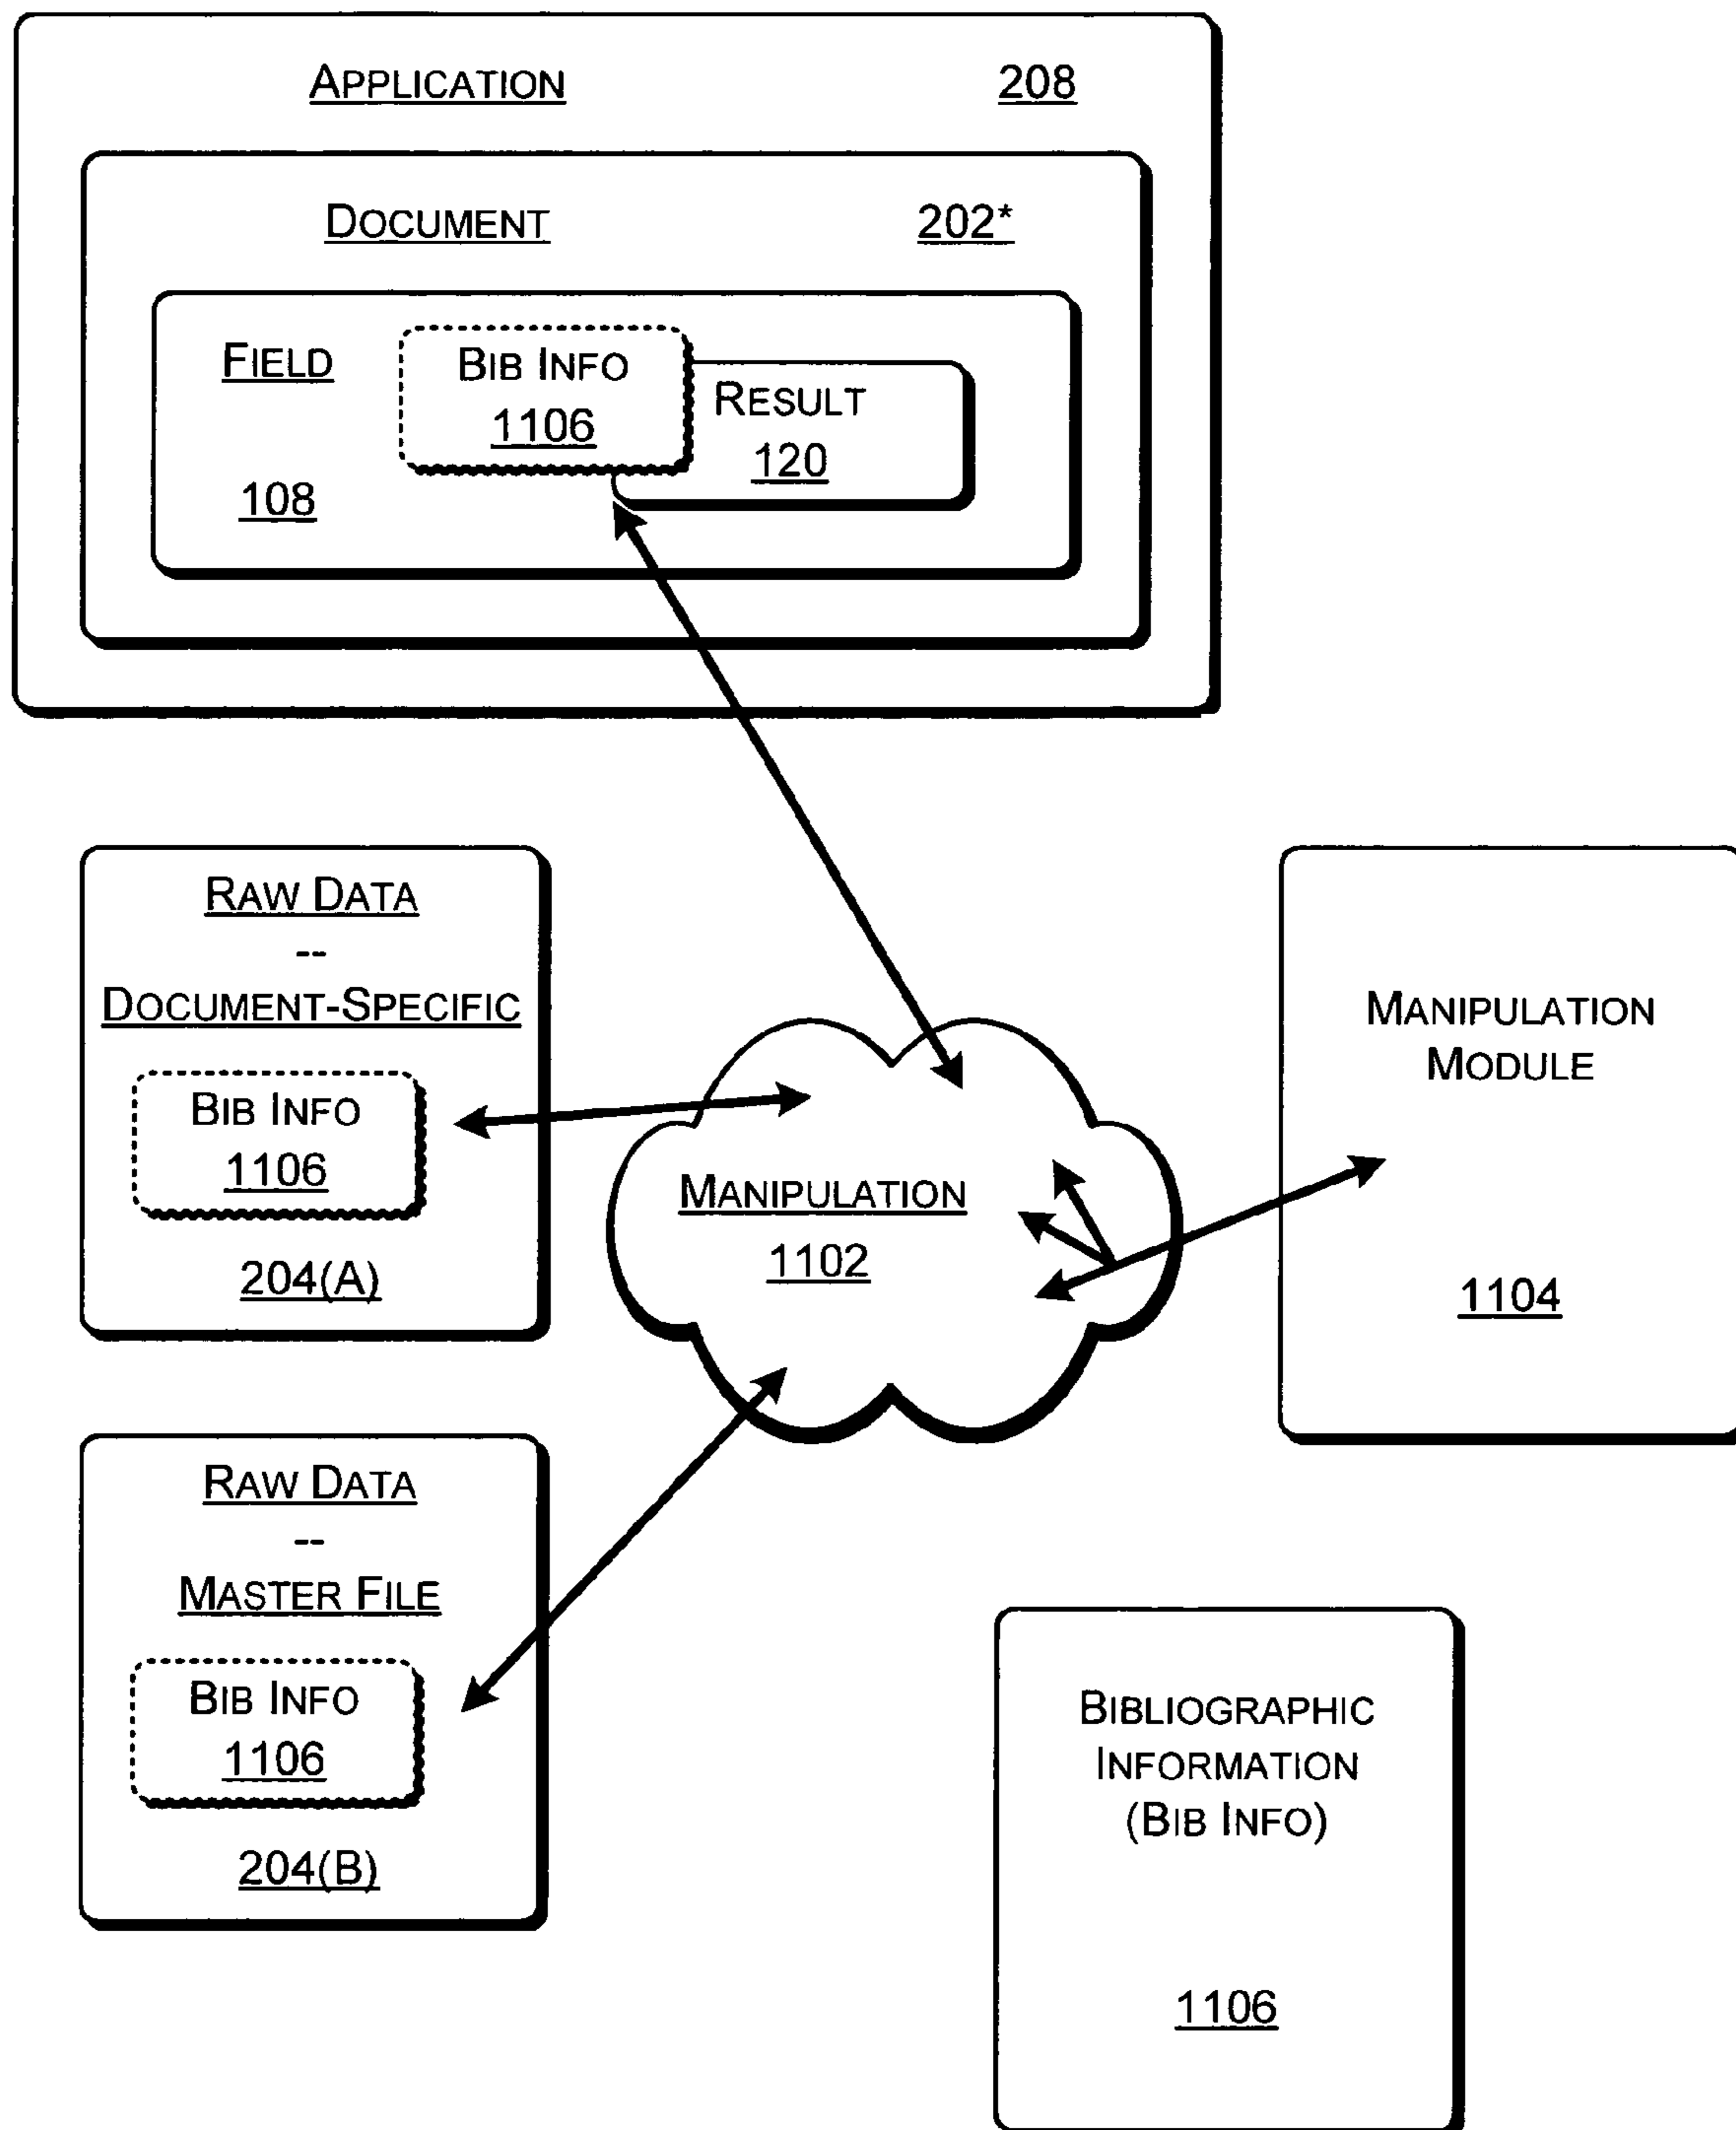 APPLICATION 208
DOCUMENT 202*
FIELD
108
BIB INFO
1106
RESULT
120
RAW DATA
--
DOCUMENT-SPECIFIC
BIB INFO
1106
204(A)
MANIPULATION
1102
MANIPULATION
MODULE
1104
RAW DATA
--
MASTER FILE
BIB INFO
1106
204(B)
BIBLIOGRAPHIC
INFORMATION
(BIB INFO)
1106